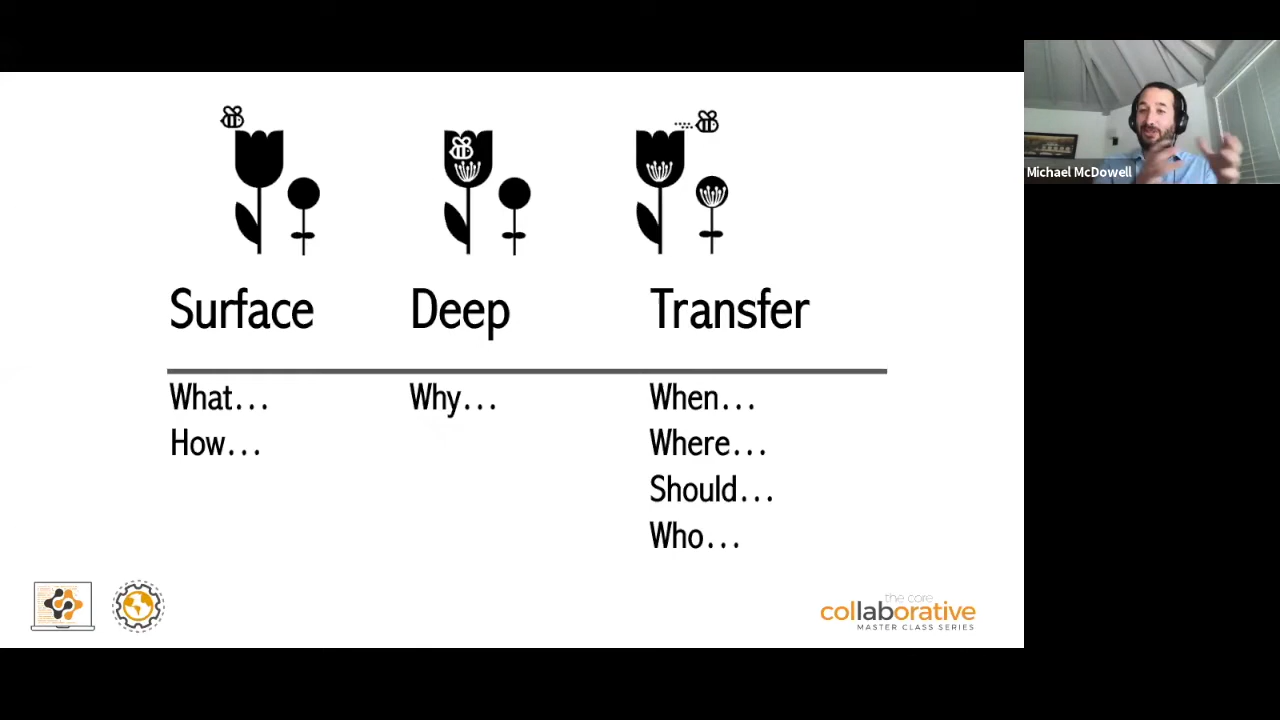 Michael McDowell
Surface
Deep
Transfer
What...
Why...
When...
How...
Where...
Should...
Who...
the core
collaborative
MASTER CLASS SERIES